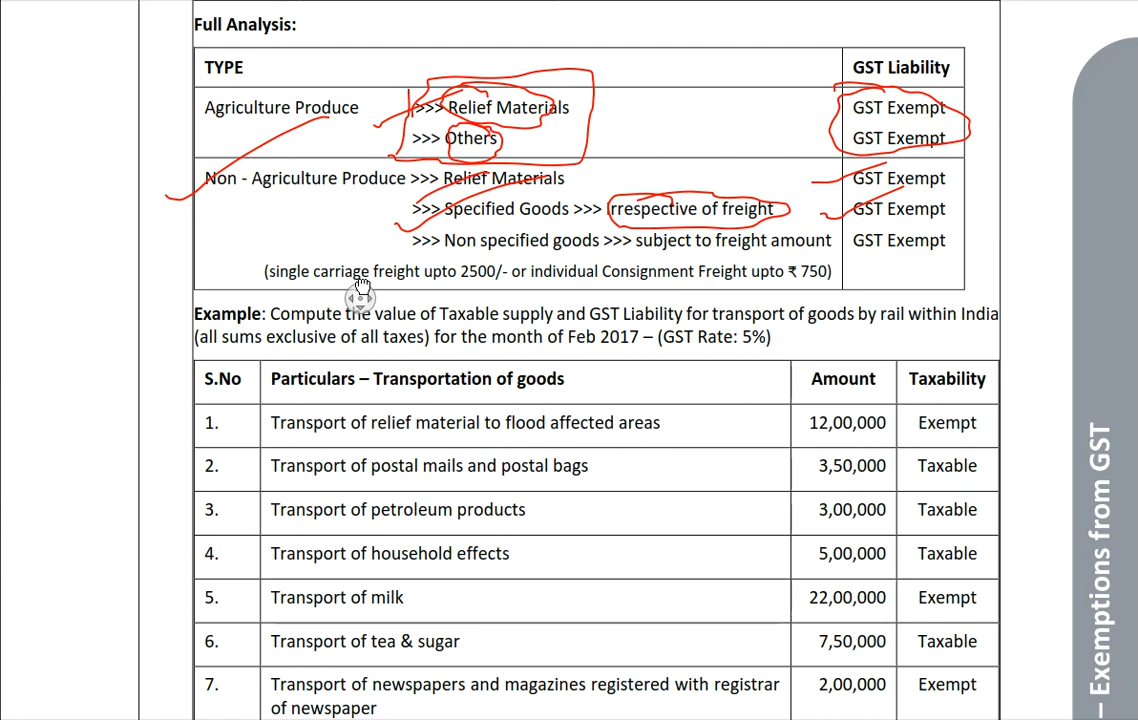 Full Analysis:
TYPE GST Liability
Agriculture Produce >>> Relief Materials GST Exempt
>>> Others GST Exempt
Non - Agriculture Produce >>> Relief Materials GST Exempt
>>> Specified Goods >>> Irrespective of freight GST Exempt
>>> Non specified goods >>> subject to freight amount GST Exempt
(single carriage freight upto 2500/- or individual Consignment Freight upto ₹ 750)
Example: Compute the value of Taxable supply and GST Liability for transport of goods by rail within India
(all sums exclusive of all taxes) for the month of Feb 2017 – (GST Rate: 5%)
S.No Particulars – Transportation of goods Amount Taxability
1. Transport of relief material to flood affected areas 12,00,000 Exempt
2. Transport of postal mails and postal bags 3,50,000 Taxable
3. Transport of petroleum products 3,00,000 Taxable
4. Transport of household effects 5,00,000 Taxable
5. Transport of milk 22,00,000 Exempt
6. Transport of tea & sugar 7,50,000 Taxable
7. Transport of newspapers and magazines registered with registrar 2,00,000 Exempt
of newspaper
– Exemptions from GST